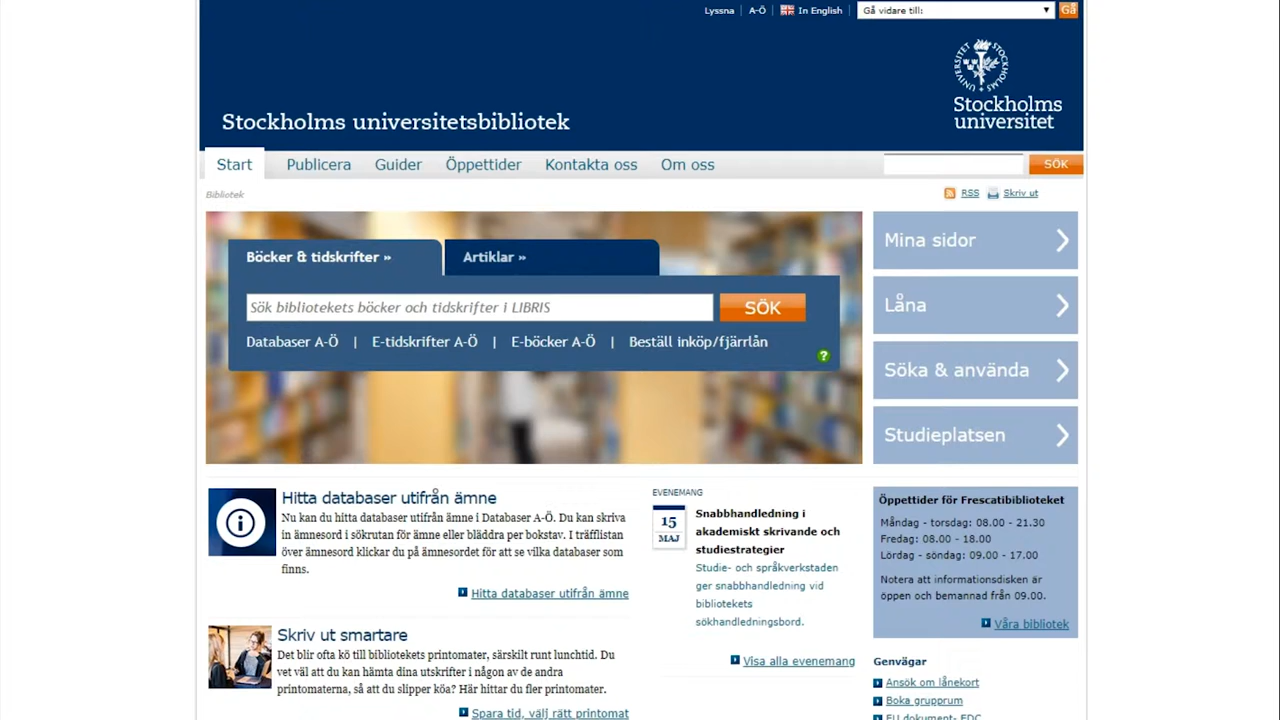 Lyssna
A-Ö
In English
Gå vidare till:
Gå
UNIVERSITET
STOCKHOLMS
Stockholms
universitet
Stockholms universitetsbibliotek
Start
Publicera
Guider
Öppettider
Kontakta oss
Om oss
SÖK
Bibliotek
RSS
Skriv ut
Böcker & tidskrifter »
Artiklar »
Sök bibliotekets böcker och tidskrifter i LIBRIS
SÖK
Databaser A-Ö | E-tidskrifter A-Ö | E-böcker A-Ö | Beställ inköp/fjärrlån
?
Mina sidor
Låna
Söka & använda
Studieplatsen
Hitta databaser utifrån ämne
Nu kan du hitta databaser utifrån ämne i Databaser A-Ö. Du kan skriva
in ämnesord i sökrutan för ämne eller bläddra per bokstav. I träfflistan
över ämnesord klickar du på ämnesordet för att se vilka databaser som
finns.
Hitta databaser utifrån ämne
Skriv ut smartare
Det blir ofta kö till bibliotekets printomater, särskilt runt lunchtid. Du
vet väl att du kan hämta dina utskrifter i någon av de andra
printomaterna, så att du slipper köa? Här hittar du fler printomater.
Spara tid, välj rätt printomat
EVENEMANG
15
MAJ
Snabbhandledning i
akademiskt skrivande och
studiestrategier
Studie- och språkverkstaden
ger snabbhandledning vid
bibliotekets
sökhandledningsbord.
Visa alla evenemang
Öppettider för Frescatibiblioteket
Måndag - torsdag: 08.00 - 21.30
Fredag: 08.00 - 18.00
Lördag - söndag: 09.00 - 17.00
Notera att informationsdisken är
öppen och bemannad från 09.00.
Våra bibliotek
Genvägar
Ansök om lånekort
Boka grupprum
EU dokument- EDC